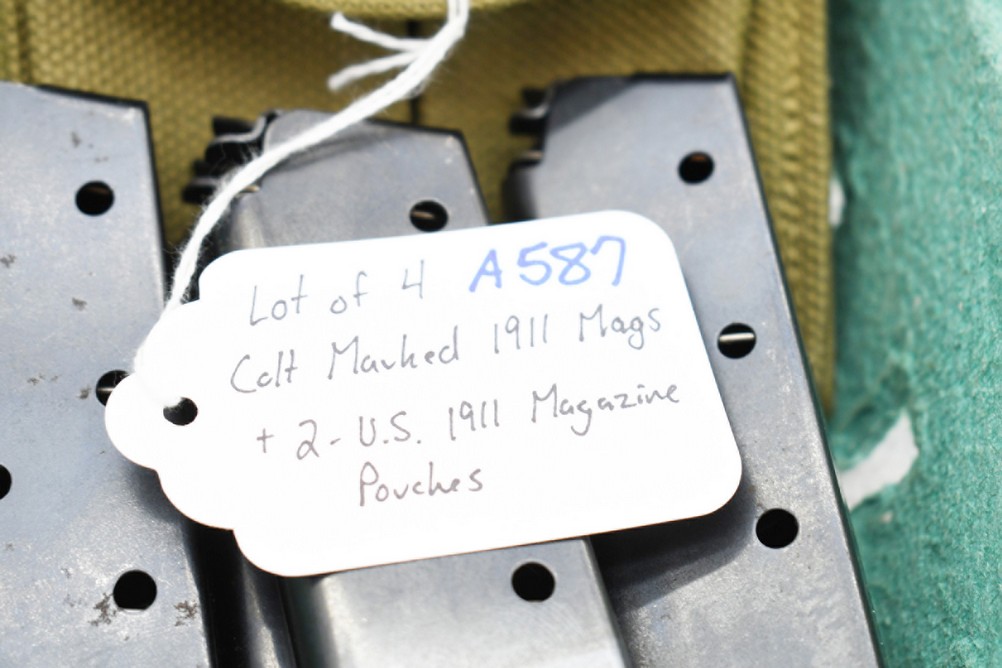 Lot of 4 A587
Colt Marked 1911 Mags
+ 2- U.S. 1911 Magazine
Pouches